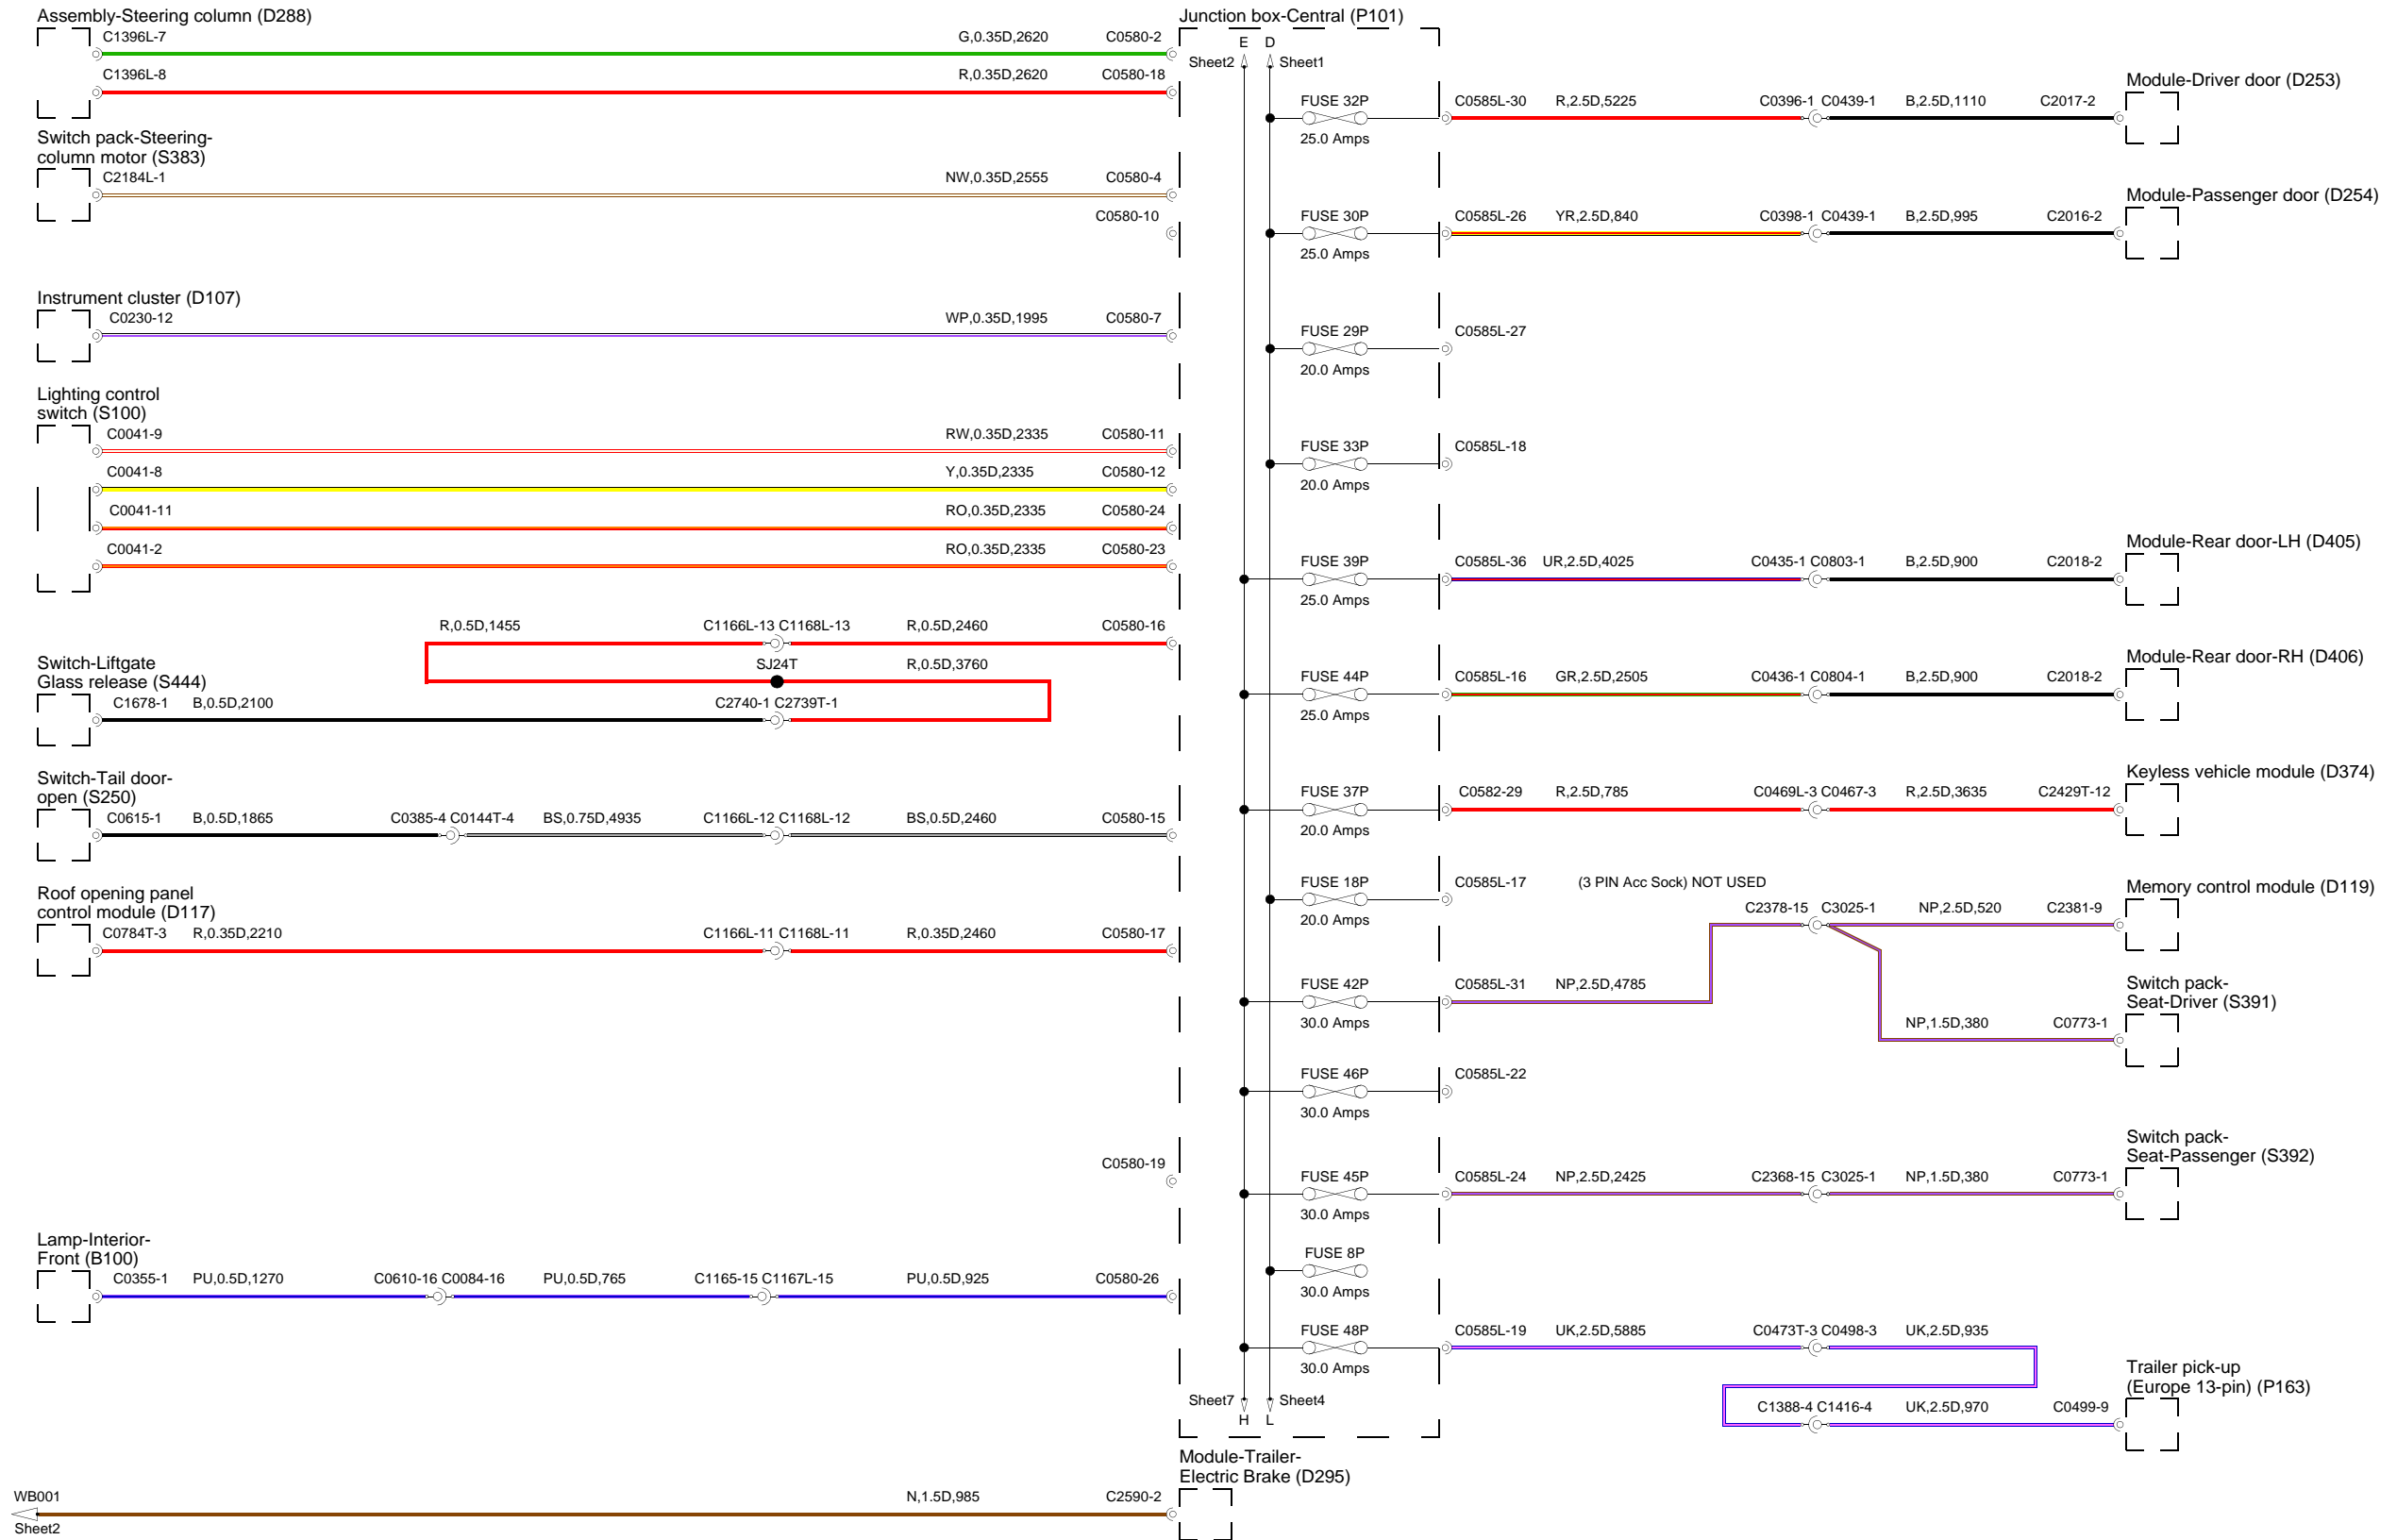 Assembly-Steering column (D288)
C1396L-7
G,0.35D,2620
C0580-2
C1396L-8
R,0.35D,2620
C0580-18
Switch pack-Steering-
column motor (S383)
C2184L-1
NW,0.35D,2555
C0580-4
C0580-10
Instrument cluster (D107)
C0230-12
WP,0.35D,1995
C0580-7
Lighting control
switch (S100)
C0041-9
RW,0.35D,2335
C0580-11
C0041-8
Y,0.35D,2335
C0580-12
C0041-11
RO,0.35D,2335
C0580-24
C0041-2
RO,0.35D,2335
C0580-23
R,0.5D,1455
C1166L-13 C1168L-13
R,0.5D,2460
C0580-16
Switch-Liftgate
Glass release (S444)
SJ24T
R,0.5D,3760
C1678-1
B,0.5D,2100
C2740-1 C2739T-1
Switch-Tail door-
open (S250)
C0615-1
B,0.5D,1865
C0385-4 C0144T-4
BS,0.75D,4935
C1166L-12 C1168L-12
BS,0.5D,2460
C0580-15
Roof opening panel
control module (D117)
C0784T-3
R,0.35D,2210
C1166L-11 C1168L-11
R,0.35D,2460
C0580-17
C0580-19
Lamp-Interior-
Front (B100)
C0355-1
PU,0.5D,1270
C0610-16 C0084-16
PU,0.5D,765
C1165-15 C1167L-15
PU,0.5D,925
C0580-26
WB001
Sheet2
N,1.5D,985
C2590-2
Module-Trailer-
Electric Brake (D295)
Junction box-Central (P101)
E D
Sheet2
Sheet1
FUSE 32P
25.0 Amps
C0585L-30
R,2.5D,5225
C0396-1 C0439-1
B,2.5D,1110
C2017-2
Module-Driver door (D253)
FUSE 30P
25.0 Amps
C0585L-26
YR,2.5D,840
C0398-1 C0439-1
B,2.5D,995
C2016-2
Module-Passenger door (D254)
FUSE 29P
20.0 Amps
C0585L-27
FUSE 33P
20.0 Amps
C0585L-18
FUSE 39P
25.0 Amps
C0585L-36
UR,2.5D,4025
C0435-1 C0803-1
B,2.5D,900
C2018-2
Module-Rear door-LH (D405)
FUSE 44P
25.0 Amps
C0585L-16
GR,2.5D,2505
C0436-1 C0804-1
B,2.5D,900
C2018-2
Module-Rear door-RH (D406)
FUSE 37P
20.0 Amps
C0582-29
R,2.5D,785
C0469L-3 C0467-3
R,2.5D,3635
C2429T-12
Keyless vehicle module (D374)
FUSE 18P
20.0 Amps
C0585L-17
(3 PIN Acc Sock) NOT USED
C2378-15 C3025-1
NP,2.5D,520
C2381-9
Memory control module (D119)
FUSE 42P
30.0 Amps
C0585L-31
NP,2.5D,4785
NP,1.5D,380
C0773-1
Switch pack-
Seat-Driver (S391)
FUSE 46P
30.0 Amps
C0585L-22
FUSE 45P
30.0 Amps
C0585L-24
NP,2.5D,2425
C2368-15 C3025-1
NP,1.5D,380
C0773-1
Switch pack-
Seat-Passenger (S392)
FUSE 8P
30.0 Amps
FUSE 48P
30.0 Amps
C0585L-19
UK,2.5D,5885
C0473T-3 C0498-3
UK,2.5D,935
C1388-4 C1416-4
UK,2.5D,970
C0499-9
Trailer pick-up
(Europe 13-pin) (P163)
Sheet7
Sheet4
H L